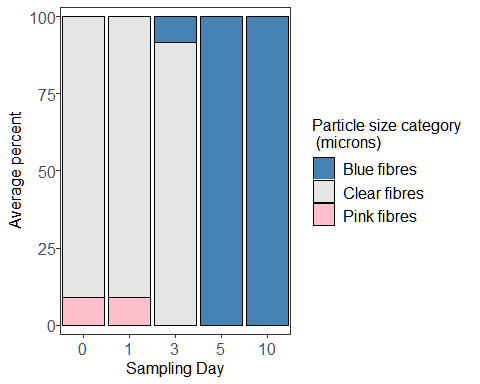 100
75
50
25
0
Average percent
0 1 3 5 10
Sampling Day
Particle size category
(microns)
Blue fibres
Clear fibres
Pink fibres